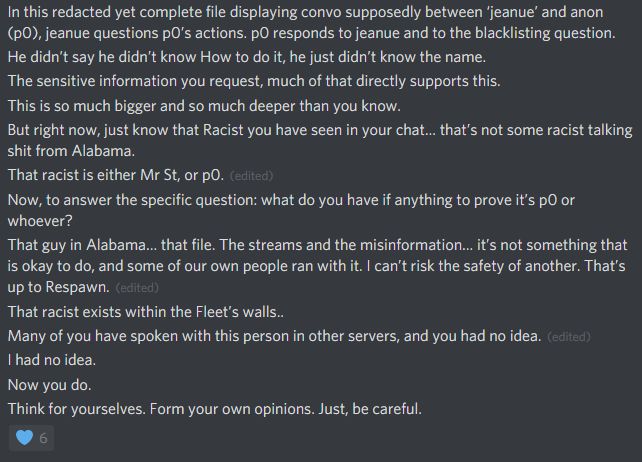 In this redacted yet complete file displaying convo supposedly between 'jeanue' and anon
(p0), jeanue questions p0's actions. p0 responds to jeanue and to the blacklisting question.
He didn't say he didn't know How to do it, he just didn't know the name.
The sensitive information you request, much of that directly supports this.
This is so much bigger and so much deeper than you know.
But right now, just know that Racist you have seen in your chat... that's not some racist talking
shit from Alabama.
That racist is either Mr St, or p0. (edited)
Now, to answer the specific question: what do you have if anything to prove it's p0 or
whoever?
That guy in Alabama... that file. The streams and the misinformation... it's not something that
is okay to do, and some of our own people ran with it. I can't risk the safety of another. That's
up to Respawn. (edited)
That racist exists within the Fleet's walls..
Many of you have spoken with this person in other servers, and you had no idea. (edited)
I had no idea.
Now you do.
Think for yourselves. Form your own opinions. Just, be careful.
6